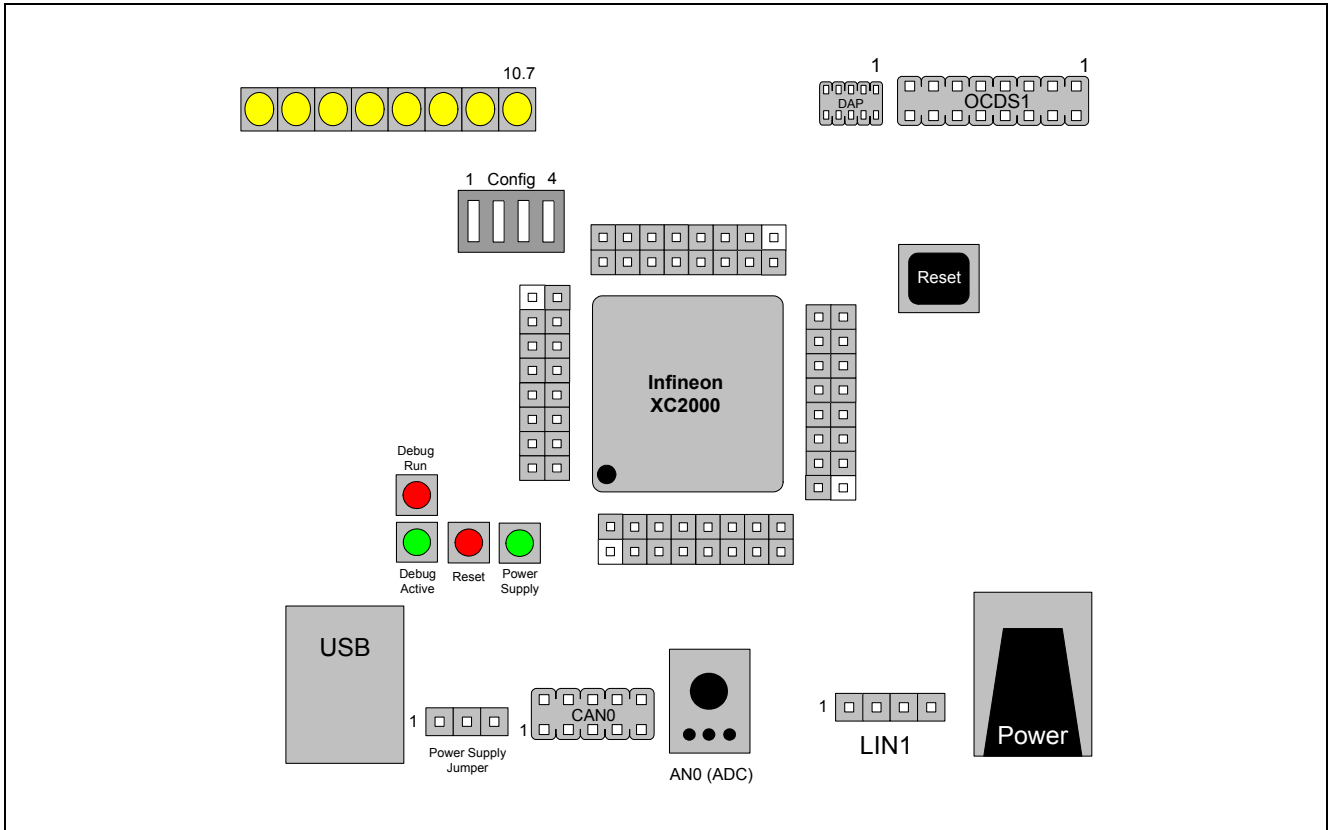 10.7
1
1
DAP
OCDS1
1 Config 4
Reset
Infineon
XC2000
Debug
Run
Debug
Active
Reset
Power
Supply
USB
1
Power Supply
Jumper
1
CAN0
AN0 (ADC)
1
LIN1
Power